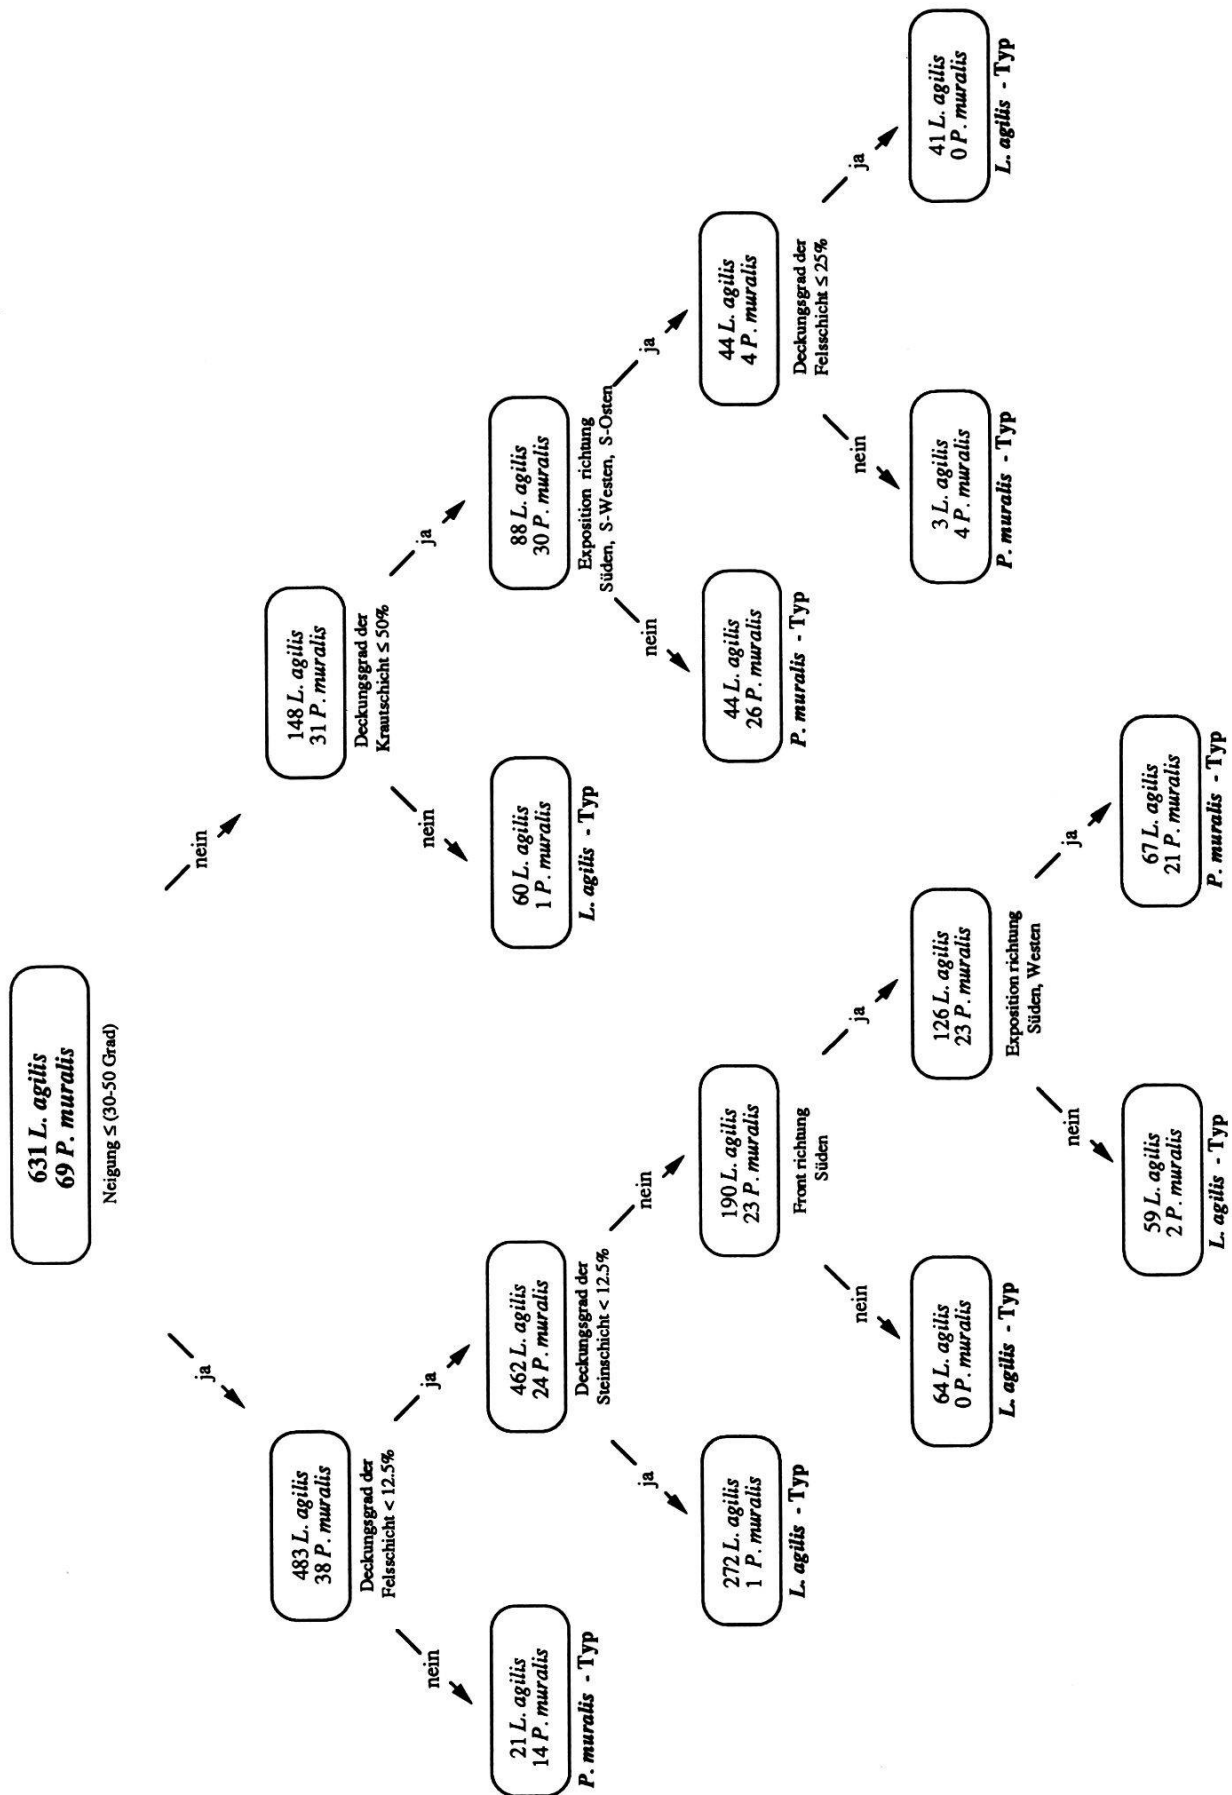 631 L. agilis
69 P. muralis
Neigung ≤ (30-50 Grad)
ja
nein
483 L. agilis
38 P. muralis
Deckungsgrad der
Felsschicht < 12.5%
148 L. agilis
31 P. muralis
Deckungsgrad der
Krautschicht ≤ 50%
nein
ja
nein
ja
21 L. agilis
14 P. muralis
P. muralis - Typ
462 L. agilis
24 P. muralis
Deckungsgrad der
Steinschicht < 12.5%
60 L. agilis
1 P. muralis
L. agilis - Typ
88 L. agilis
30 P. muralis
Exposition richtung
Süden, S-Westen, S-Osten
ja
nein
nein
ja
272 L. agilis
1 P. muralis
L. agilis - Typ
190 L. agilis
23 P. muralis
Front richtung
Süden
44 L. agilis
26 P. muralis
P. muralis - Typ
44 L. agilis
4 P. muralis
Deckungsgrad der
Felsschicht ≤ 25%
nein
ja
nein
ja
64 L. agilis
0 P. muralis
L. agilis - Typ
126 L. agilis
23 P. muralis
Exposition richtung
Süden, Westen
3 L. agilis
4 P. muralis
P. muralis - Typ
41 L. agilis
0 P. muralis
L. agilis - Typ
nein
ja
59 L. agilis
2 P. muralis
L. agilis - Typ
67 L. agilis
21 P. muralis
P. muralis - Typ